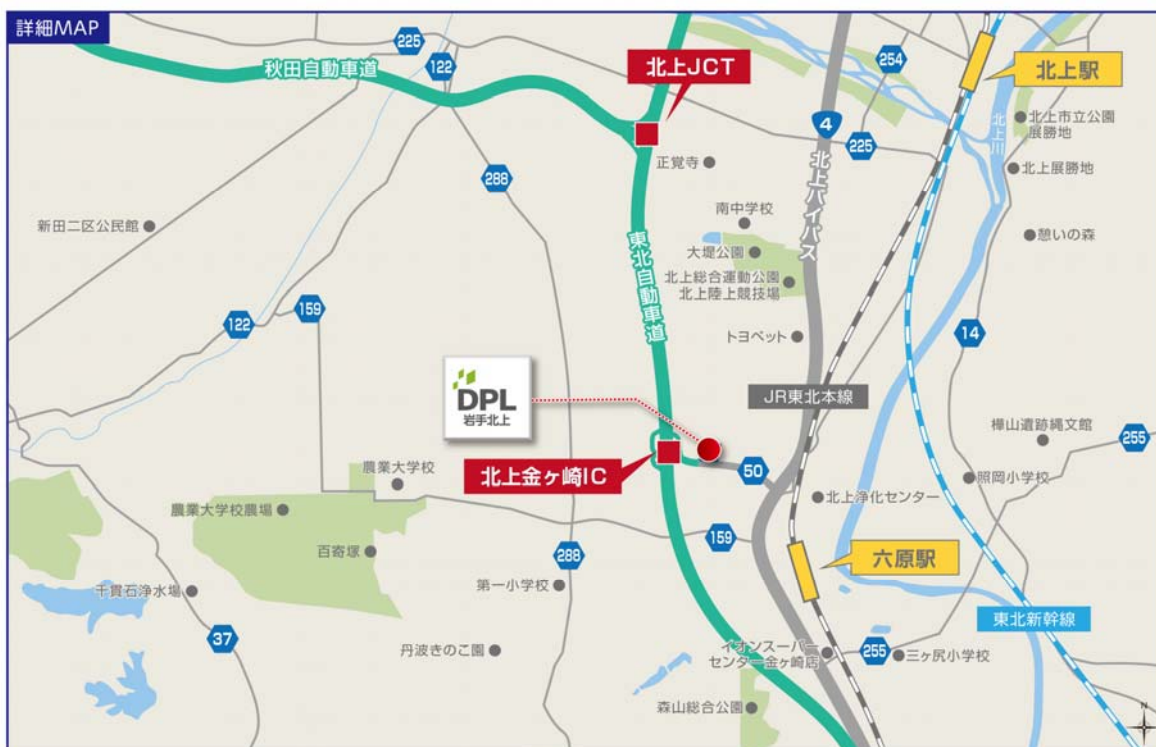 詳細MAP
225
122
秋田自動車道
北上JCT
254
北上駅
4
225
北上川
北上市立公園
展勝地
正覚寺
北上展勝地
288
北上バイパス
南中学校
新田二区公民館
大堤公園
憩いの森
東北自動車道
北上総合運動公園
北上陸上競技場
159
122
トヨペット
14
DPL
岩手北上
JR東北本線
樺山遺跡縄文館
255
北上金ヶ崎IC
農業大学校
50
照岡小学校
北上浄化センター
農業大学校農場
159
百寄塚
288
六原駅
千貫石浄水場
第一小学校
東北新幹線
37
丹波きのこ園
イオンスーパー
センター金ヶ崎店
255
三ヶ尻小学校
森山総合公園
N